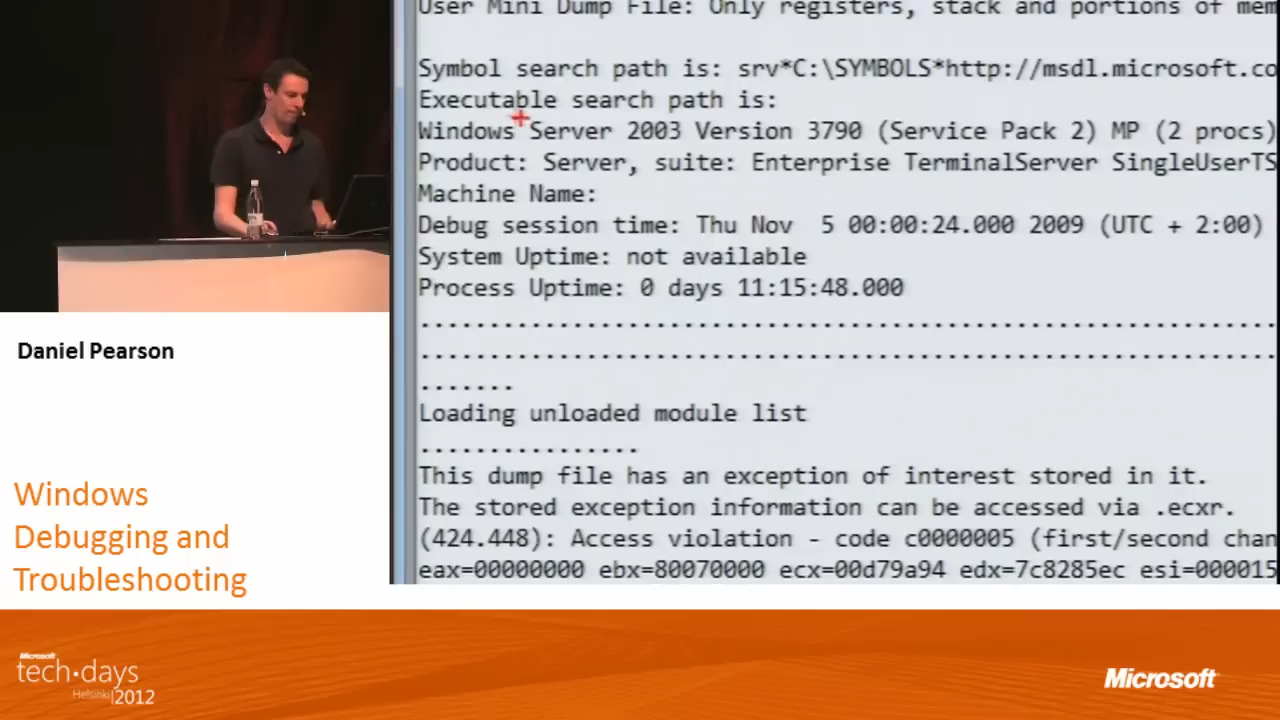 User Mini Dump File: Only registers, stack and portions of mem
Symbol search path is: srv*C:\SYMBOLS*http://msdl.microsoft.co
Executable search path is:
Windows Server 2003 Version 3790 (Service Pack 2) MP (2 procs)
Product: Server, suite: Enterprise TerminalServer SingleUserTS
Machine Name:
Debug session time: Thu Nov  5 00:00:24.000 2009 (UTC + 2:00)
System Uptime: not available
Process Uptime: 0 days 11:15:48.000
................................................................
................................................................
.......
Loading unloaded module list
................
This dump file has an exception of interest stored in it.
The stored exception information can be accessed via .ecxr.
(424.448): Access violation - code c0000005 (first/second chan
eax=00000000 ebx=80070000 ecx=00d79a94 edx=7c8285ec esi=000015
Daniel Pearson
Windows
Debugging and
Troubleshooting
Microsoft
tech·days
Helsinki|2012
Microsoft